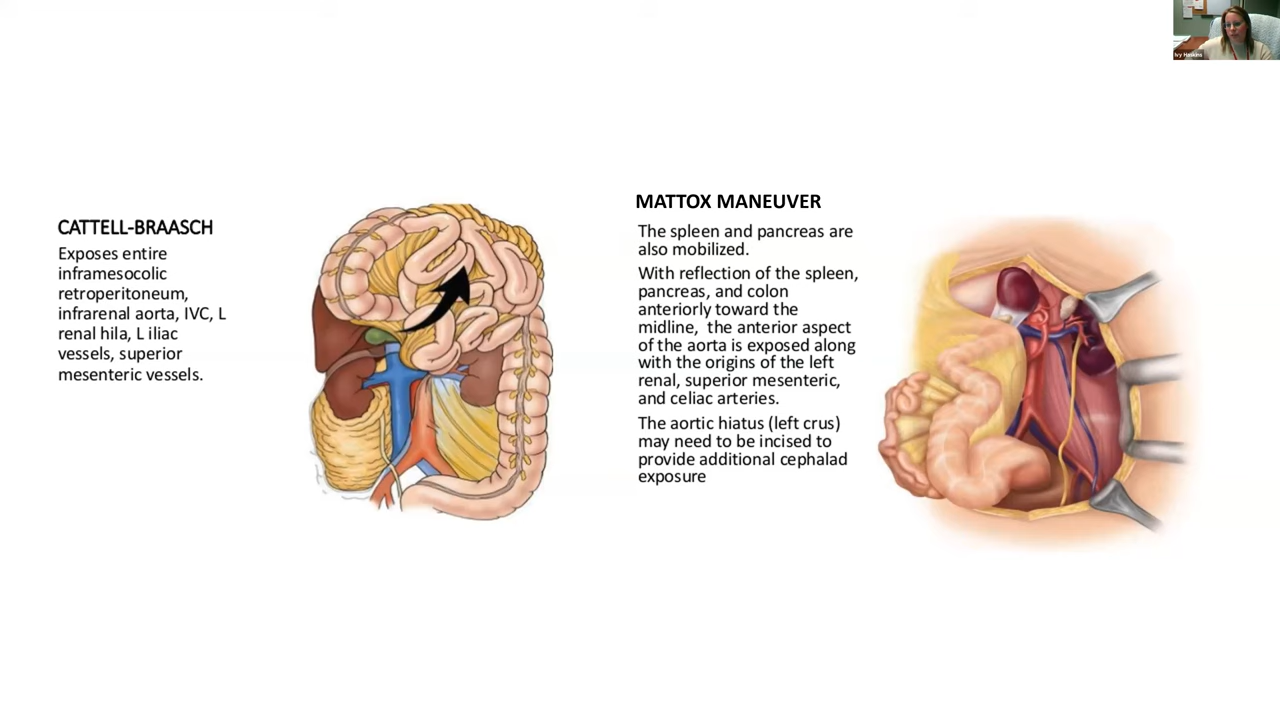 CATTELL-BRAASCH
Exposes entire
inframesocolic
retroperitoneum,
infrarenal aorta, IVC, L
renal hila, L iliac
vessels, superior
mesenteric vessels.
MATTOX MANEUVER
The spleen and pancreas are
also mobilized.
With reflection of the spleen,
pancreas, and colon
anteriorly toward the
midline, the anterior aspect
of the aorta is exposed along
with the origins of the left
renal, superior mesenteric,
and celiac arteries.
The aortic hiatus (left crus)
may need to be incised to
provide additional cephalad
exposure
Ivy Haskins